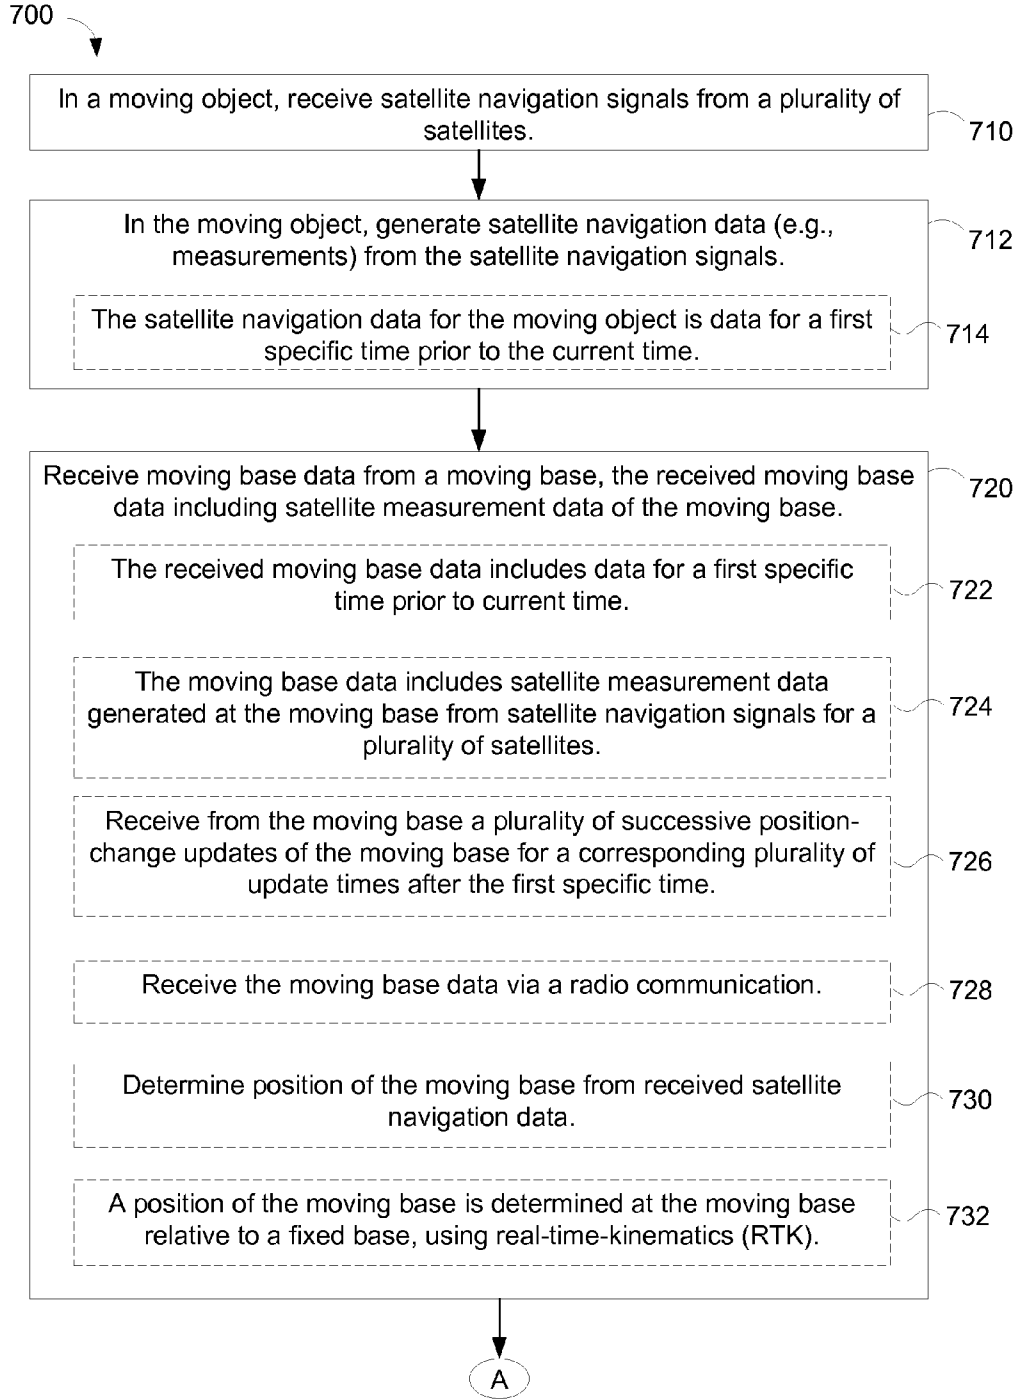 700
In a moving object, receive satellite navigation signals from a plurality of
satellites.
710
In the moving object, generate satellite navigation data (e.g.,
measurements) from the satellite navigation signals.
712
The satellite navigation data for the moving object is data for a first
specific time prior to the current time.
714
Receive moving base data from a moving base, the received moving base
data including satellite measurement data of the moving base.
720
The received moving base data includes data for a first specific
time prior to current time.
722
The moving base data includes satellite measurement data
generated at the moving base from satellite navigation signals for a
plurality of satellites.
724
Receive from the moving base a plurality of successive position-
change updates of the moving base for a corresponding plurality of
update times after the first specific time.
726
Receive the moving base data via a radio communication.
728
Determine position of the moving base from received satellite
navigation data.
730
A position of the moving base is determined at the moving base
relative to a fixed base, using real-time-kinematics (RTK).
732
A